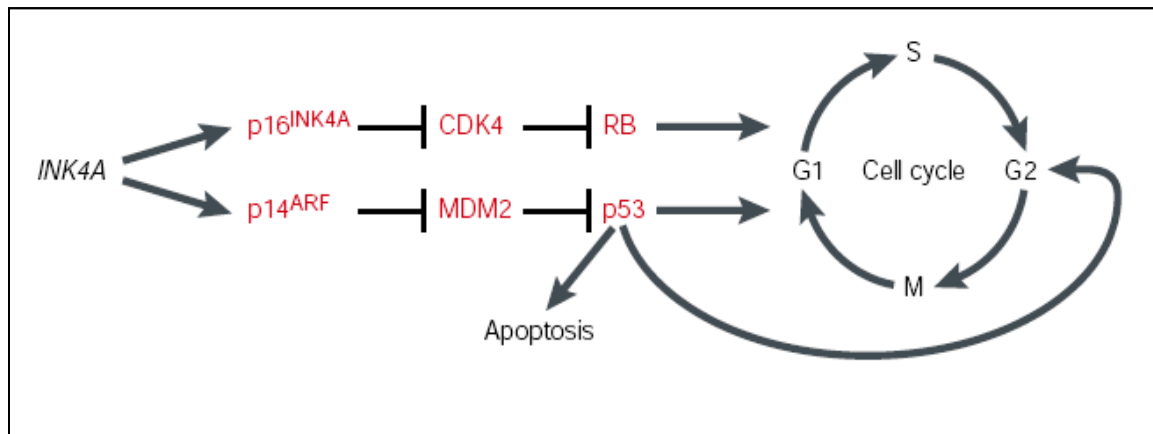 S
p16INK4A CDK4 RB
INK4A G1 Cell cycle G2
p14ARF MDM2 p53
M
Apoptosis